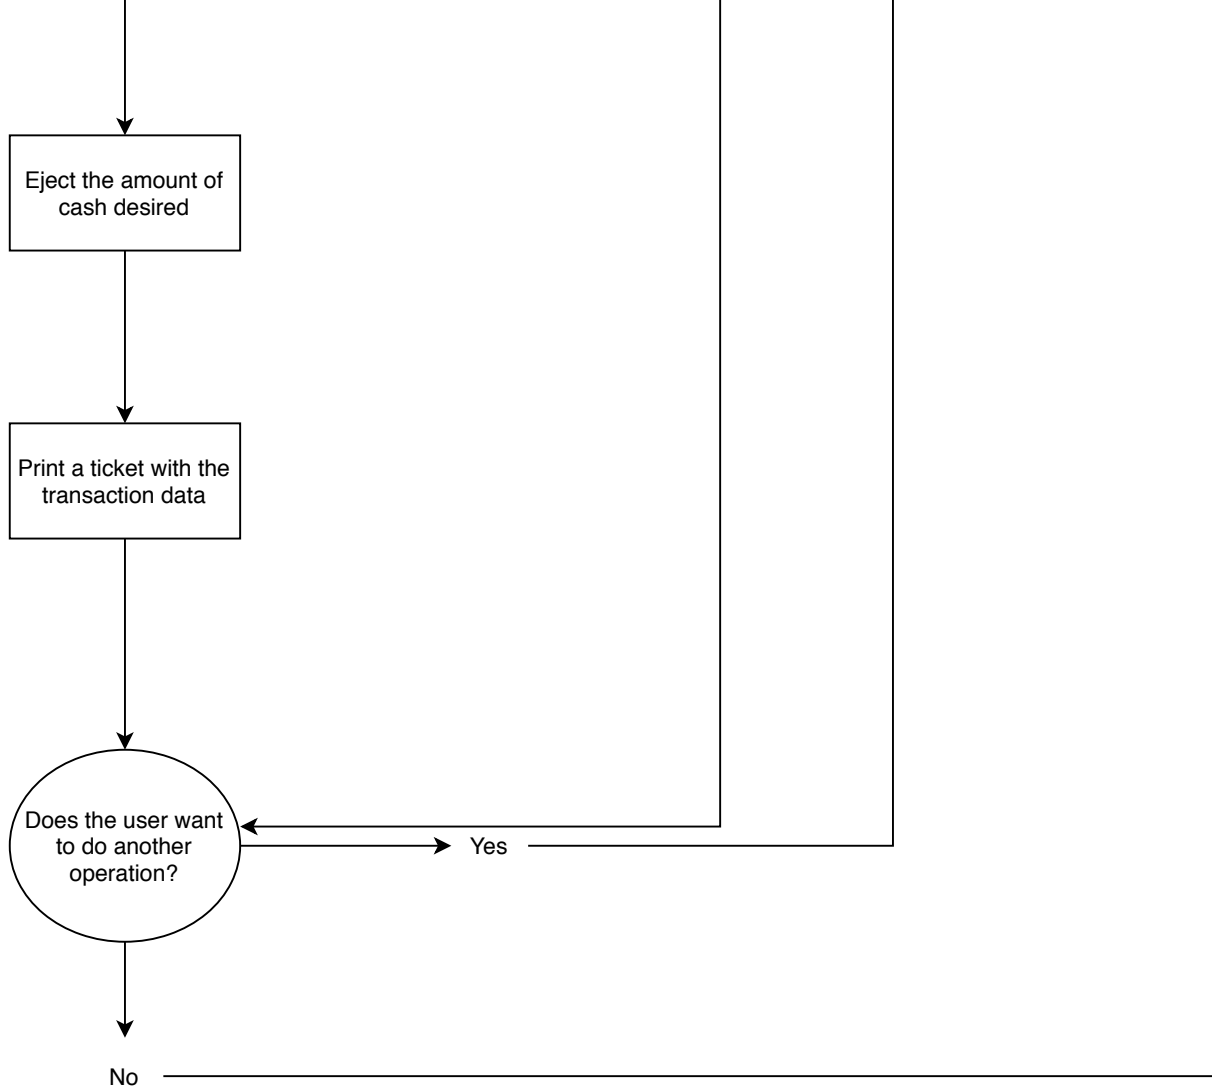 Eject the amount of
cash desired
Print a ticket with the
transaction data
Does the user want
to do another
operation?
Yes
No